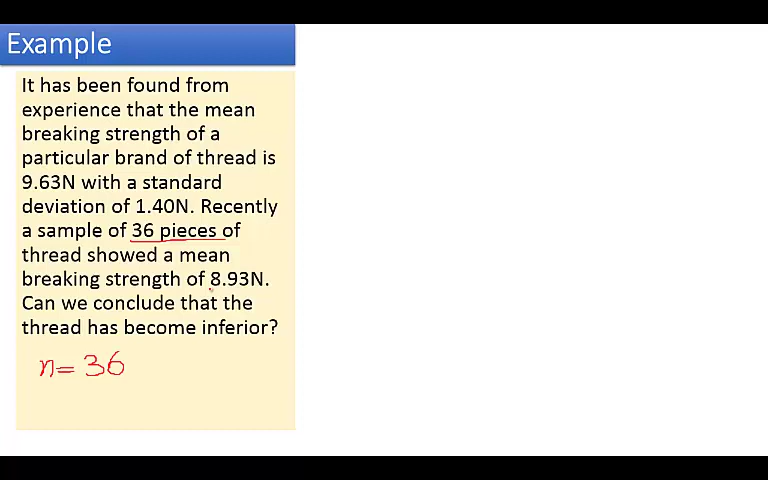 Example
It has been found from
experience that the mean
breaking strength of a
particular brand of thread is
9.63N with a standard
deviation of 1.40N. Recently
a sample of 36 pieces of
thread showed a mean
breaking strength of 8.93N.
Can we conclude that the
thread has become inferior?
n= 36